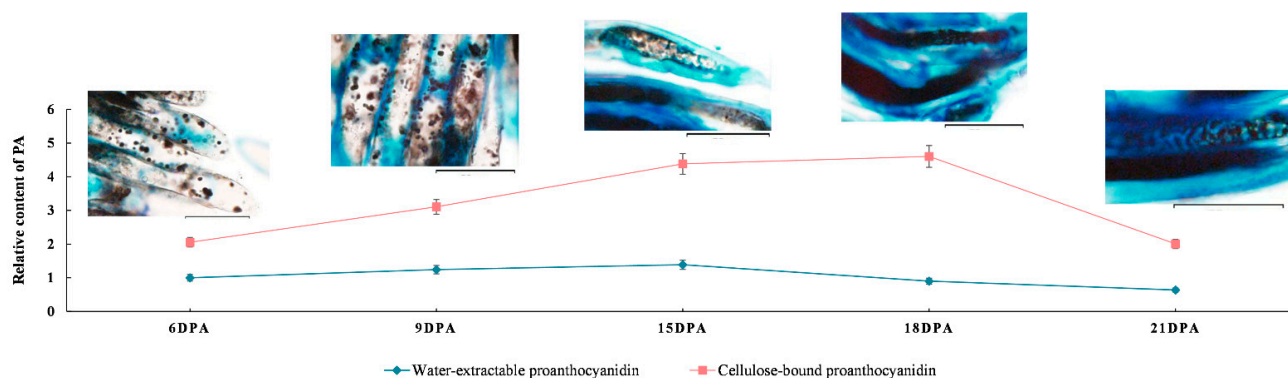 Relative content of PA
6
5
4
3
2
1
0
6DPA 9DPA 15DPA 18DPA 21DPA
Water-extractable proanthocyanidin Cellulose-bound proanthocyanidin